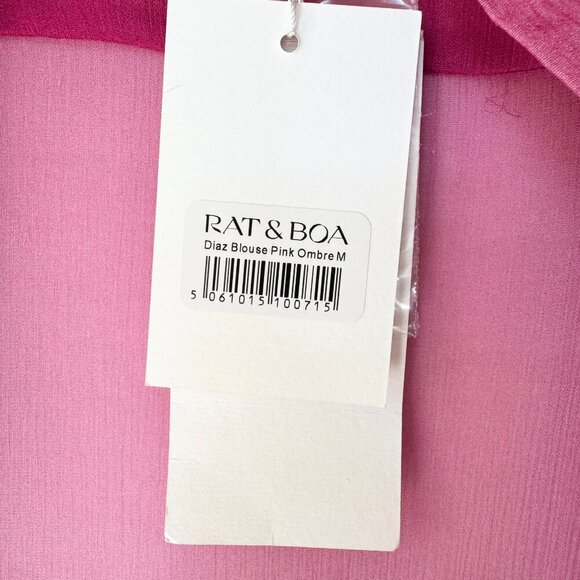 RAT & BOA
Diaz Blouse Pink Ombre M
5 061015 100715